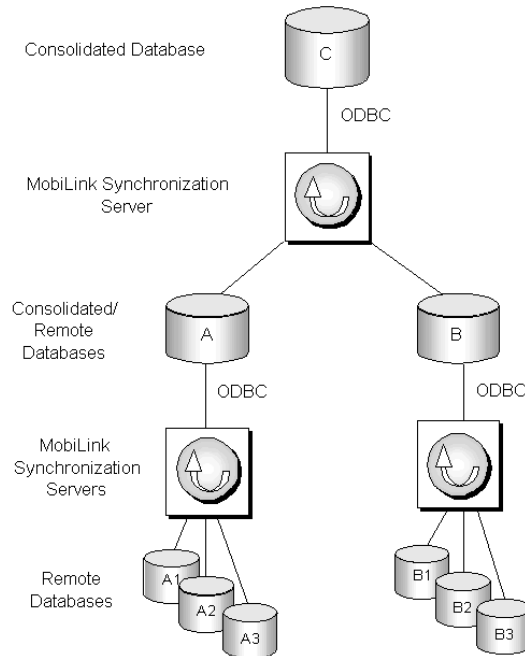 Consolidated Database
C
ODBC
MobiLink Synchronization
Server
Consolidated/
Remote
Databases
A
B
ODBC
ODBC
MobiLink
Synchronization
Servers
Remote
Databases
A1
A2
A3
B1
B2
B3